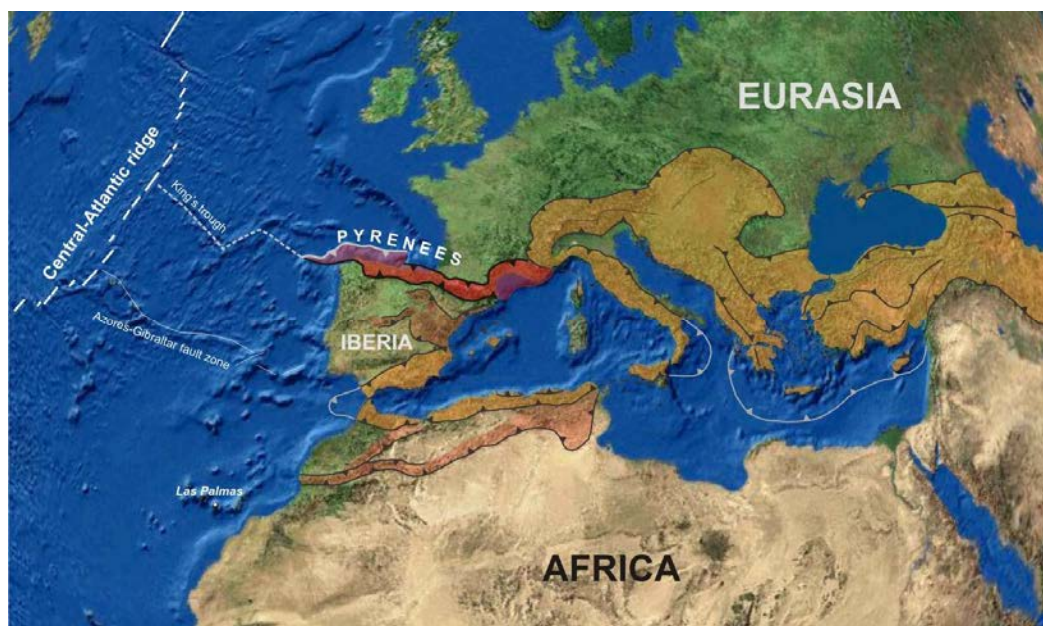 EURASIA
Central-Atlantic ridge
King's trough
PYRENEES
Azores-Gibraltar fault zone
IBERIA
Las Palmas
AFRICA